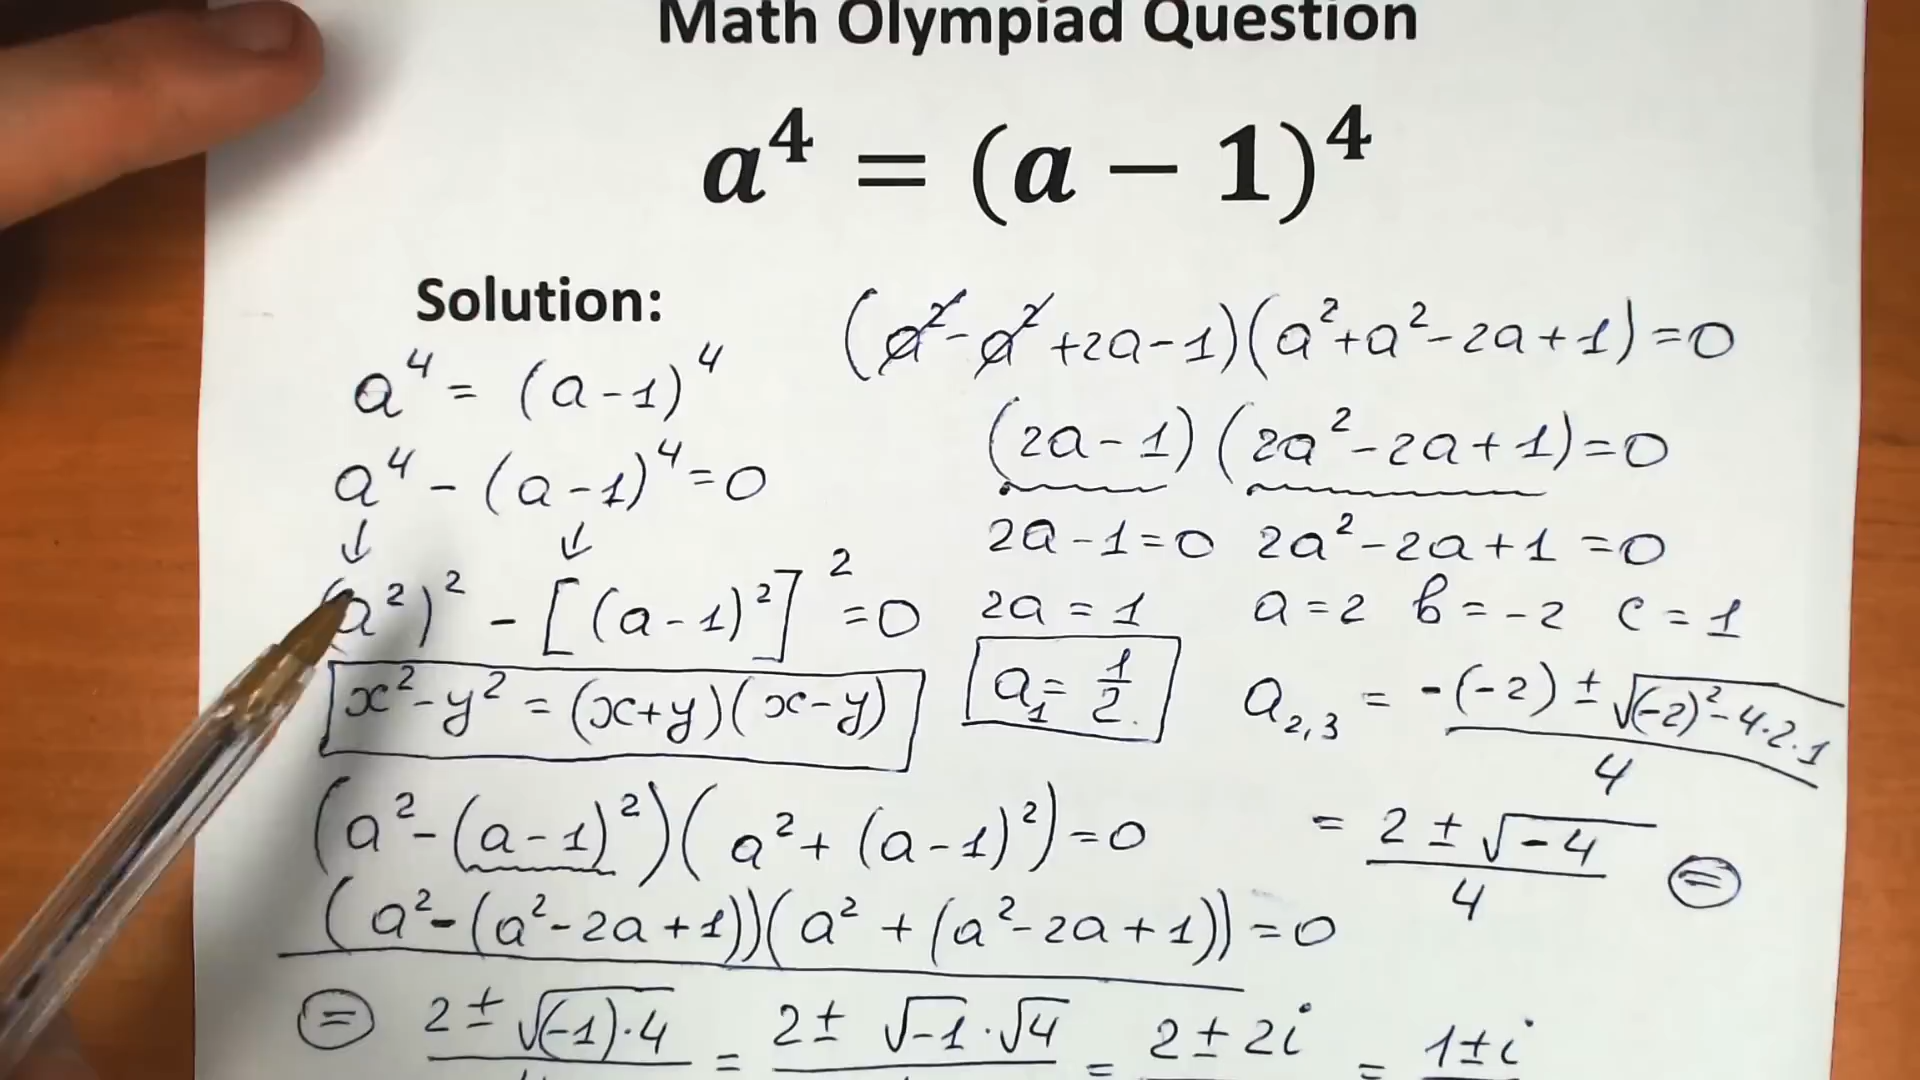 Math Olympiad Question
a⁴ = (a − 1)⁴
Solution:
a⁴ = (a-1)⁴
a⁴ - (a-1)⁴ = 0
↓ ↓
(a²)² - [(a-1)²]² = 0
x² - y² = (x+y)(x-y)
(a² - (a-1)²)(a² + (a-1)²) = 0
(a² - (a² - 2a + 1))(a² + (a² - 2a + 1)) = 0
(a² - a² + 2a - 1)(a² + a² - 2a + 1) = 0
(2a - 1)(2a² - 2a + 1) = 0
2a - 1 = 0 2a² - 2a + 1 = 0
2a = 1 a = 2 b = -2 c = 1
a₁ = 1/2. a₂,₃ = (-(-2) ± √((-2)² - 4·2·1))/4
= (2 ± √-4)/4 ⊜
⊜ 2 ± √(-1)·4 = 2 ± √-1·√4 = 2 ± 2i = 1 ± i